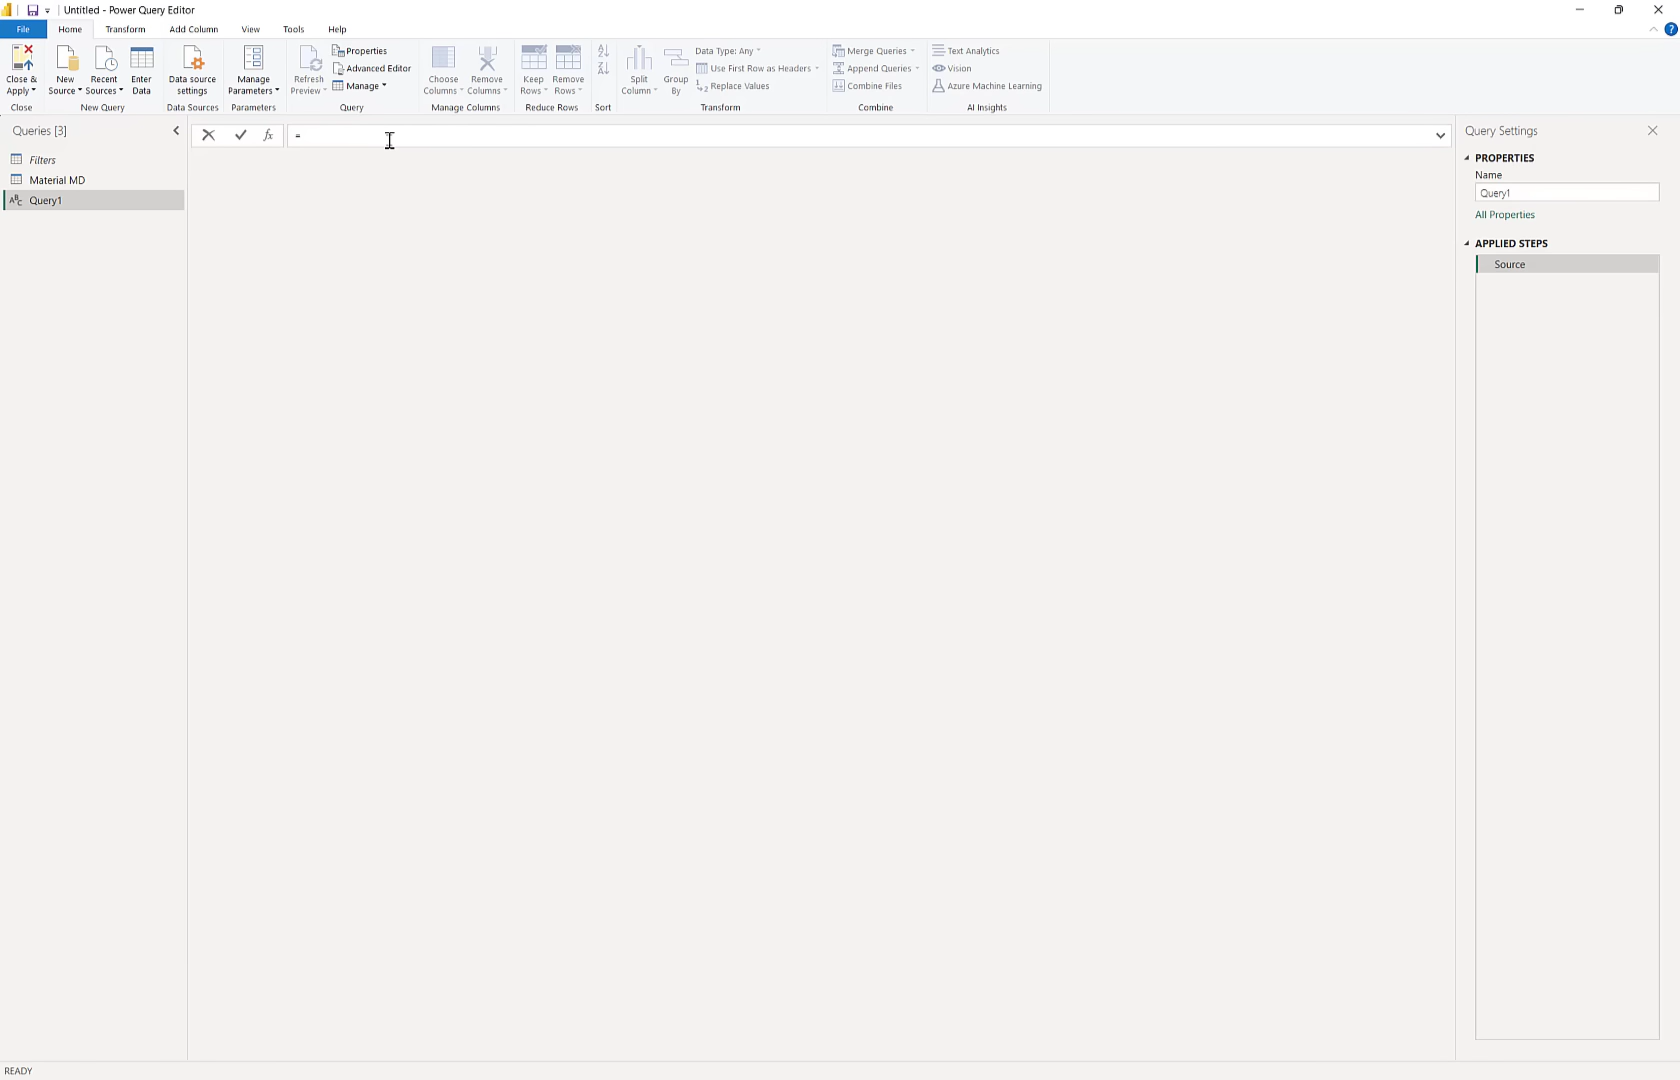 Untitled - Power Query Editor
File Home Transform Add Column View Tools Help
Close & Apply
Close
New Source
Recent Sources
Enter Data
New Query
Data source settings
Data Sources
Manage Parameters
Parameters
Refresh Preview
Properties
Advanced Editor
Manage
Query
Choose Columns
Remove Columns
Manage Columns
Keep Rows
Remove Rows
Reduce Rows
Sort
Split Column
Group By
Data Type: Any
Use First Row as Headers
Replace Values
Transform
Merge Queries
Append Queries
Combine Files
Combine
Text Analytics
Vision
Azure Machine Learning
AI Insights
Queries [3]
Filters
Material MD
Query1
fx =
Query Settings
PROPERTIES
Name
Query1
All Properties
APPLIED STEPS
Source
READY